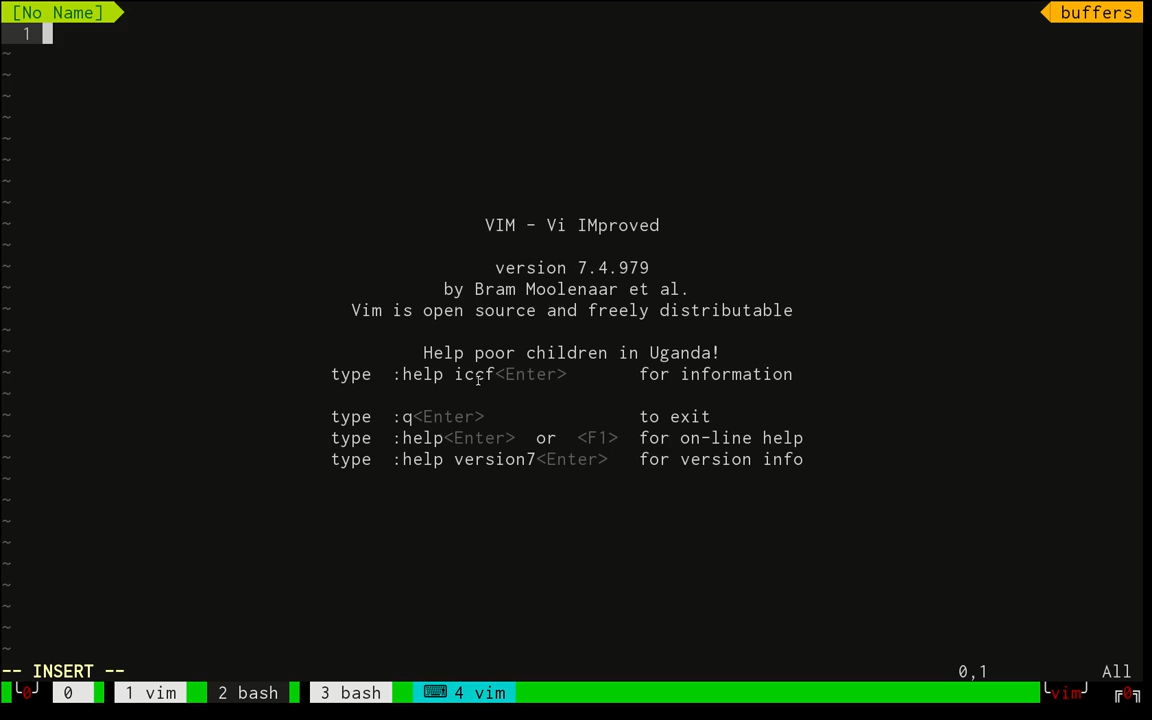 [No Name] buffers
1
~
~
~
~
~
~
~
~
VIM - Vi IMproved
~
~
version 7.4.979
~
by Bram Moolenaar et al.
~
Vim is open source and freely distributable
~
~
Help poor children in Uganda!
~
type :help iccf<Enter> for information
~
~
type :q<Enter> to exit
~
type :help<Enter> or <F1> for on-line help
~
type :help version7<Enter> for version info
~
~
~
~
~
~
~
~
~
-- INSERT -- 0,1 All
0 0 1 vim 2 bash 3 bash ⌨ 4 vim vim 0